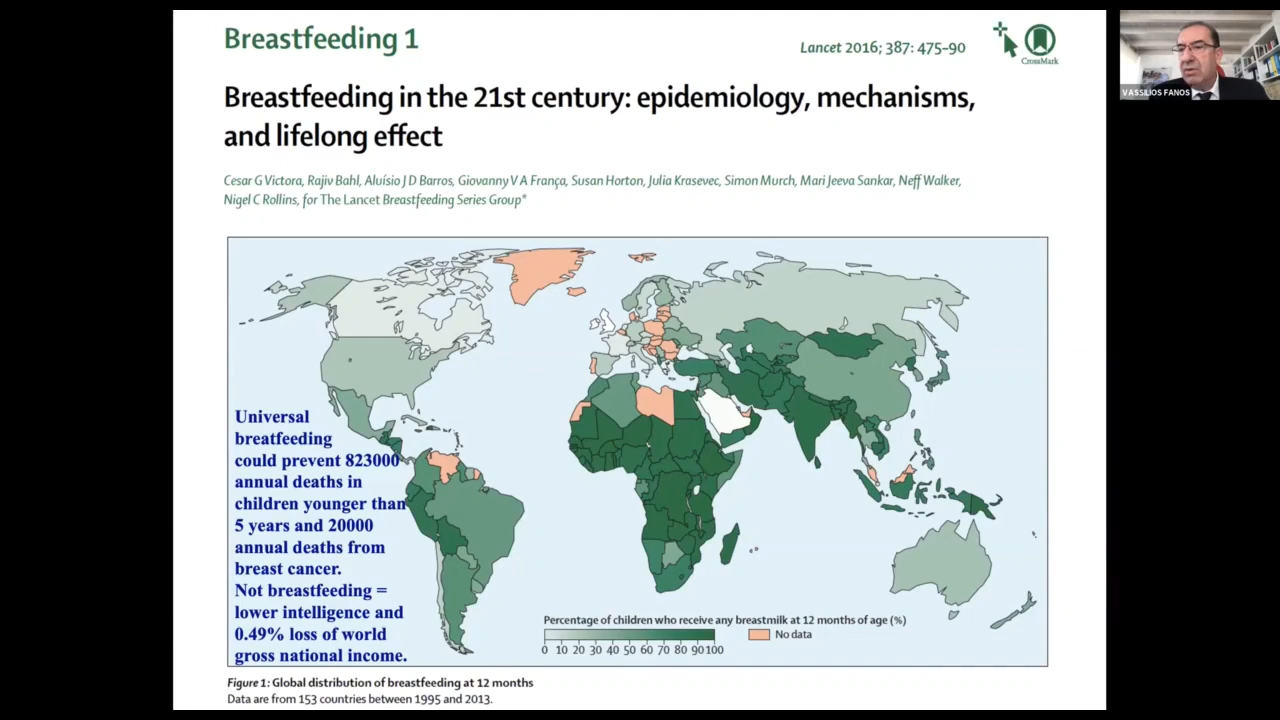 Breastfeeding 1
Lancet 2016; 387: 475–90
CrossMark
VASSILIOS FANOS
Breastfeeding in the 21st century: epidemiology, mechanisms,
and lifelong effect
Cesar G Victora, Rajiv Bahl, Aluísio J D Barros, Giovanny V A França, Susan Horton, Julia Krasevec, Simon Murch, Mari Jeeva Sankar, Neff Walker,
Nigel C Rollins, for The Lancet Breastfeeding Series Group*
Universal
breatfeeding
could prevent 823000
annual deaths in
children younger than
5 years and 20000
annual deaths from
breast cancer.
Not breastfeeding =
lower intelligence and
0.49% loss of world
gross national income.
Percentage of children who receive any breastmilk at 12 months of age (%)
No data
0 10 20 30 40 50 60 70 80 90 100
Figure 1: Global distribution of breastfeeding at 12 months
Data are from 153 countries between 1995 and 2013.